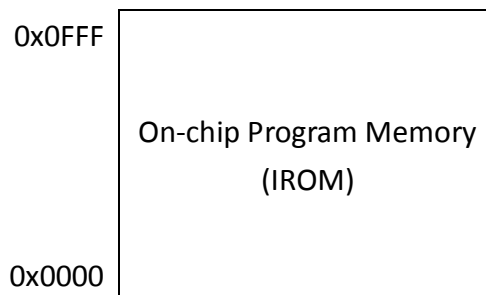 0x0FFF
On-chip Program Memory
(IROM)
0x0000